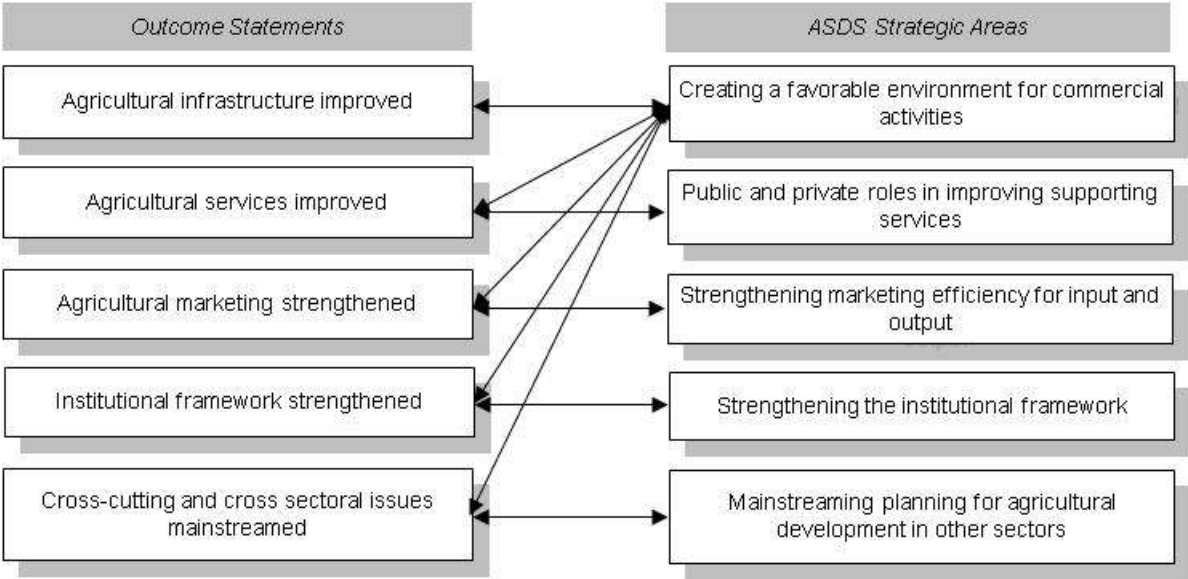 Outcome Statements
ASDS Strategic Areas
Agricultural infrastructure improved
Creating a favorable environment for commercial
activities
Agricultural services improved
Public and private roles in improving supporting
services
Agricultural marketing strengthened
Strengthening marketing efficiency for input and
output
Institutional framework strengthened
Strengthening the institutional framework
Cross-cutting and cross sectoral issues
mainstreamed
Mainstreaming planning for agricultural
development in other sectors